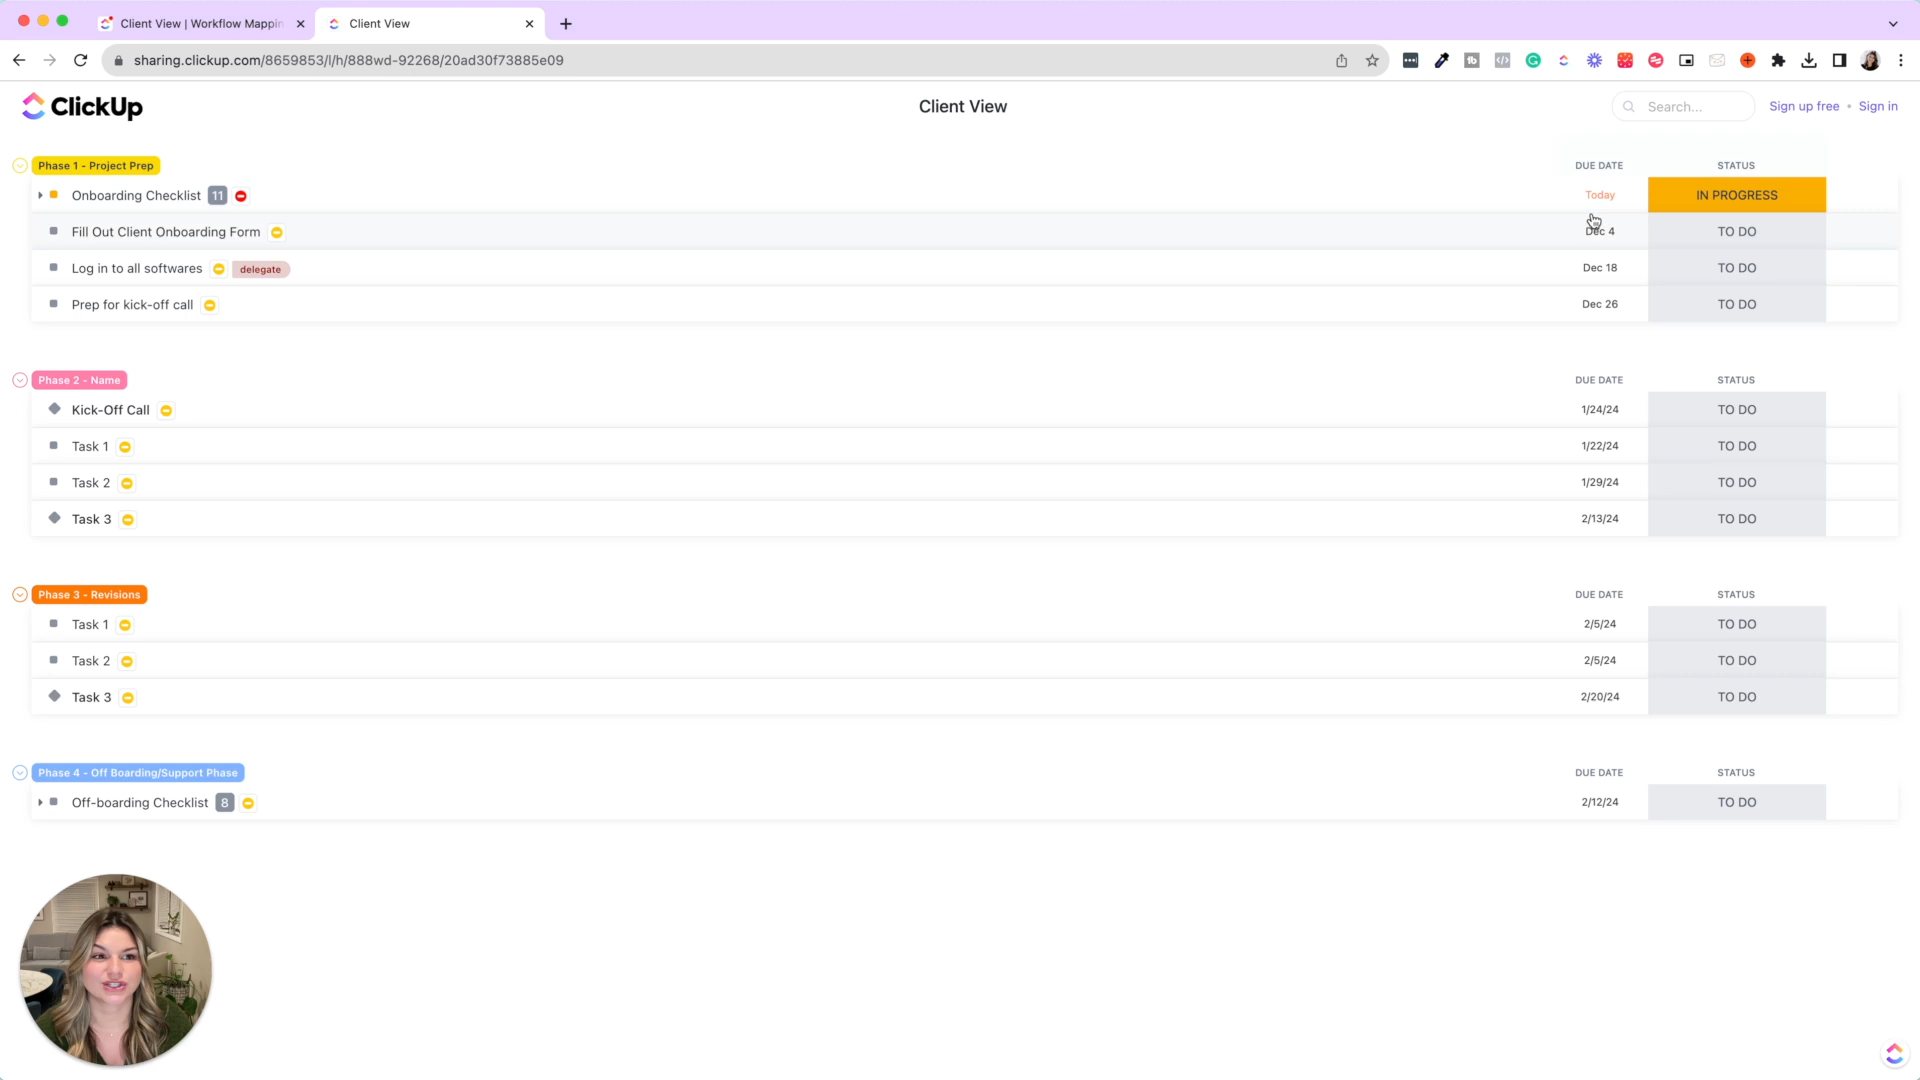 Client View | Workflow Mappin
Client View
sharing.clickup.com/8659853/l/h/888wd-92268/20ad30f73885e09
ClickUp
Client View
Search...
Sign up free • Sign in
Phase 1 - Project Prep
DUE DATE
STATUS
Onboarding Checklist 11
Today
IN PROGRESS
Fill Out Client Onboarding Form
Dec 4
TO DO
Log in to all softwares delegate
Dec 18
TO DO
Prep for kick-off call
Dec 26
TO DO
Phase 2 - Name
DUE DATE
STATUS
Kick-Off Call
1/24/24
TO DO
Task 1
1/22/24
TO DO
Task 2
1/29/24
TO DO
Task 3
2/13/24
TO DO
Phase 3 - Revisions
DUE DATE
STATUS
Task 1
2/5/24
TO DO
Task 2
2/5/24
TO DO
Task 3
2/20/24
TO DO
Phase 4 - Off Boarding/Support Phase
DUE DATE
STATUS
Off-boarding Checklist 8
2/12/24
TO DO